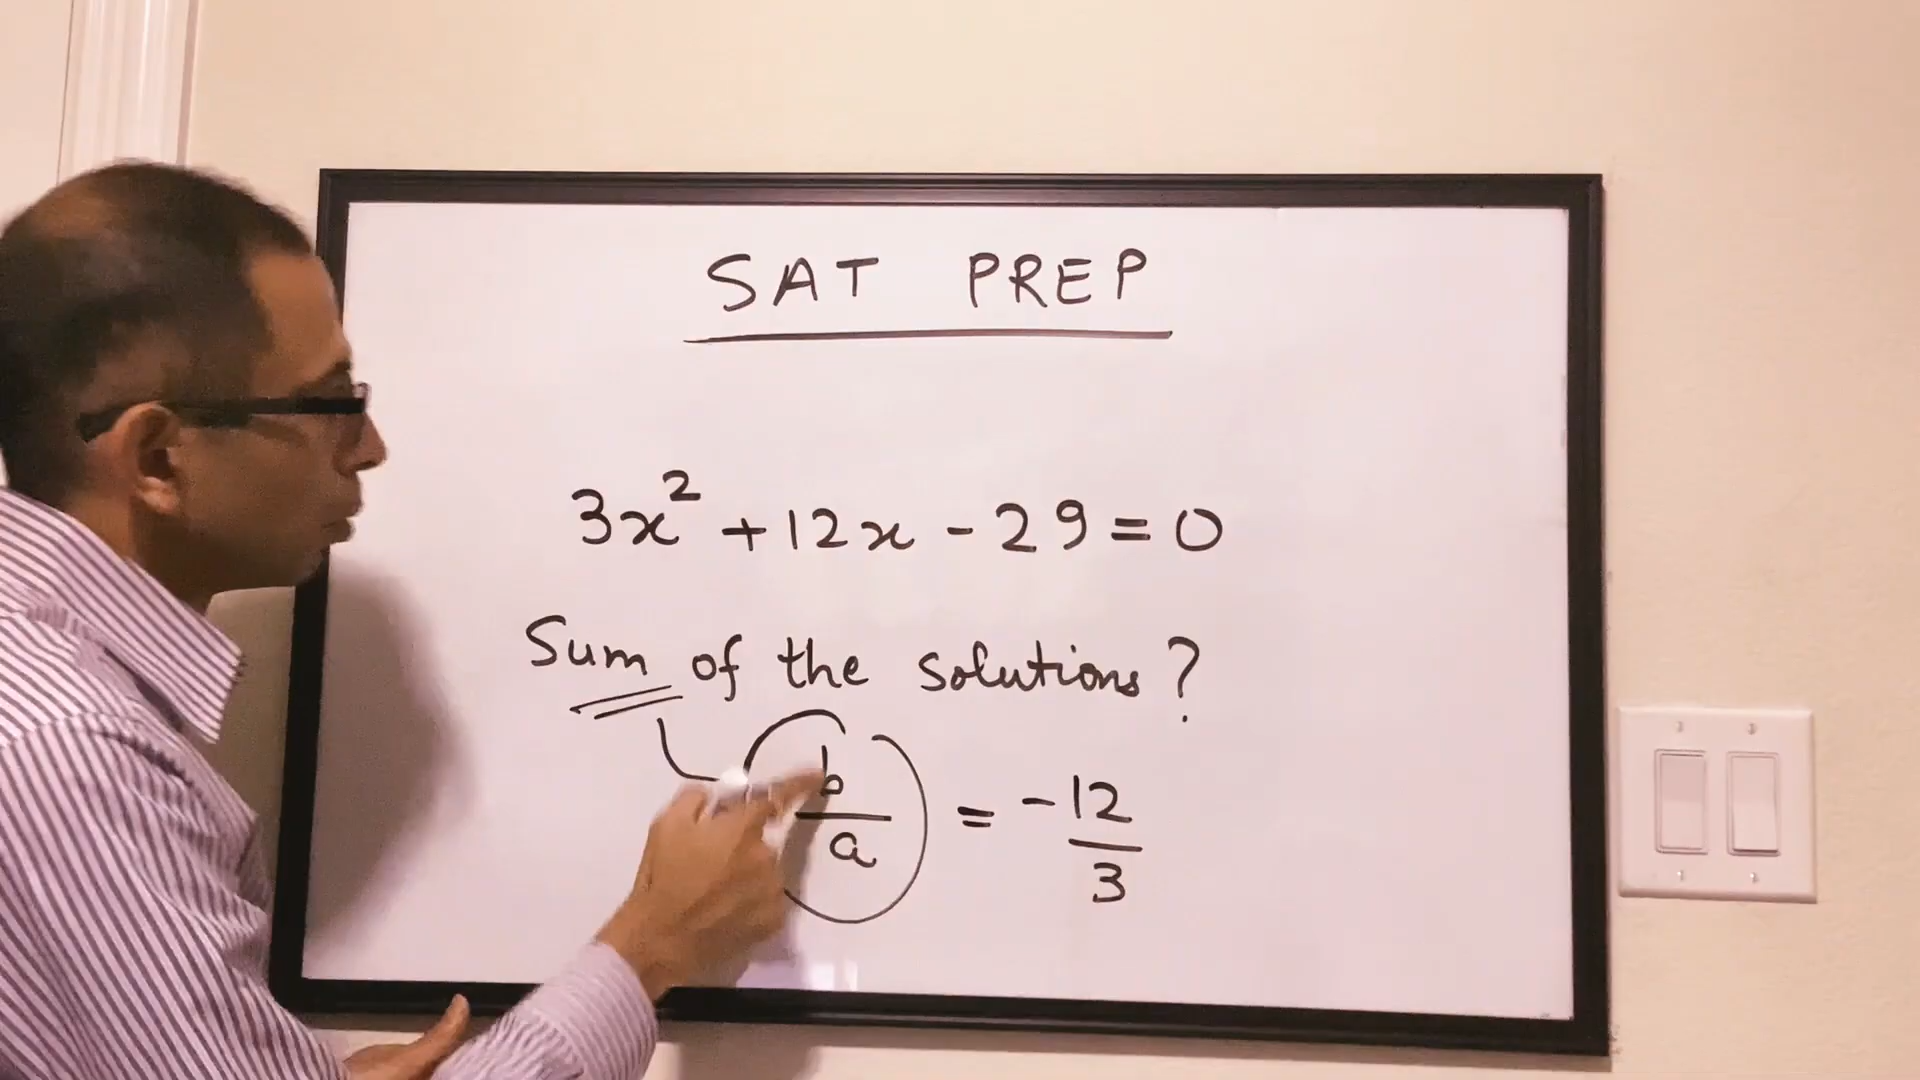 SAT PREP
3x² + 12x - 29 = 0
Sum of the solutions?
b/a = -12/3